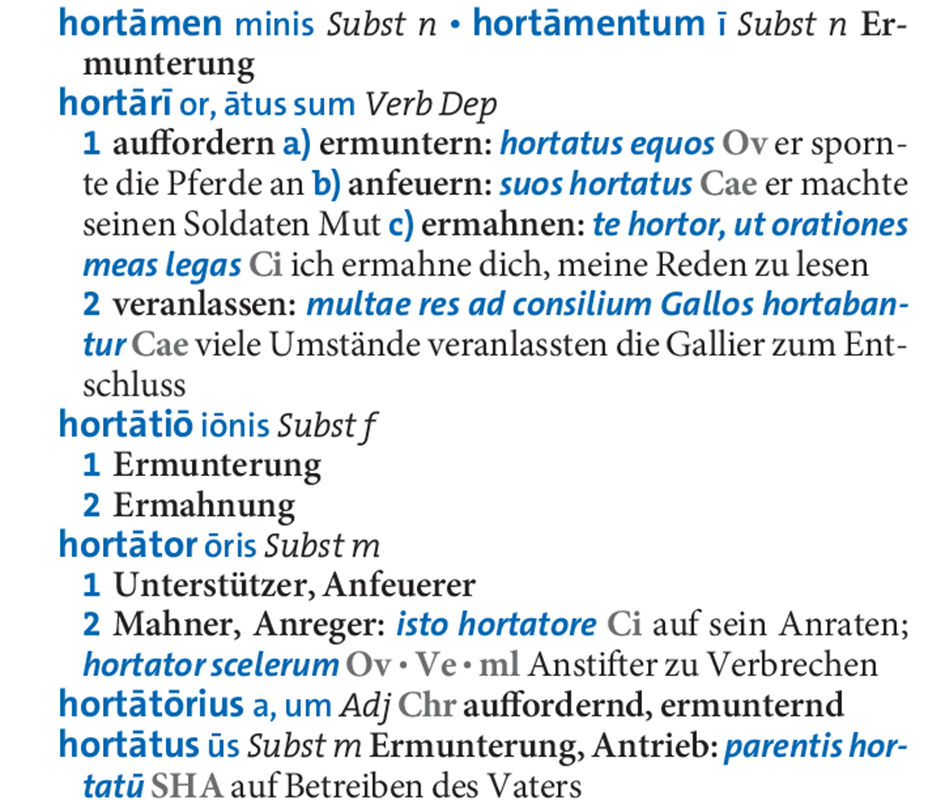 hortāmen minis Subst n • hortāmentum ī Subst n Er-
munterung
hortārī or, ātus sum Verb Dep
1 auffordern a) ermuntern: hortatus equos Ov er sporn-
te die Pferde an b) anfeuern: suos hortatus Cae er machte
seinen Soldaten Mut c) ermahnen: te hortor, ut orationes
meas legas Ci ich ermahne dich, meine Reden zu lesen
2 veranlassen: multae res ad consilium Gallos hortaban-
tur Cae viele Umstände veranlassten die Gallier zum Ent-
schluss
hortātiō iōnis Subst f
1 Ermunterung
2 Ermahnung
hortātor ōris Subst m
1 Unterstützer, Anfeuerer
2 Mahner, Anreger: isto hortatore Ci auf sein Anraten;
hortator scelerum Ov • Ve • ml Anstifter zu Verbrechen
hortātōrius a, um Adj Chr auffordernd, ermunternd
hortātus ūs Subst m Ermunterung, Antrieb: parentis hor-
tatū SHA auf Betreiben des Vaters